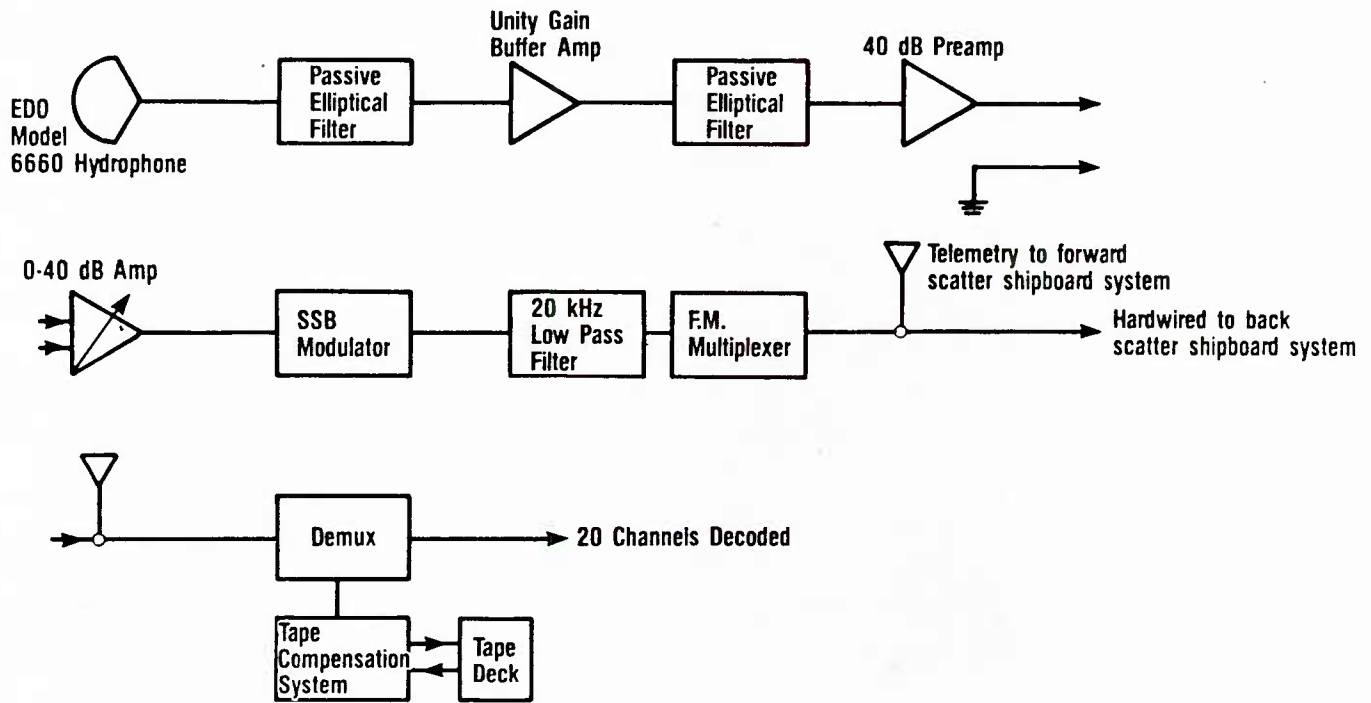 EDO
Model
6660 Hydrophone
Passive
Elliptical
Filter
Unity Gain
Buffer Amp
Passive
Elliptical
Filter
40 dB Preamp
0-40 dB Amp
SSB
Modulator
20 kHz
Low Pass
Filter
F.M.
Multiplexer
Telemetry to forward
scatter shipboard system
Hardwired to back
scatter shipboard system
Demux
20 Channels Decoded
Tape
Compensation
System
Tape
Deck